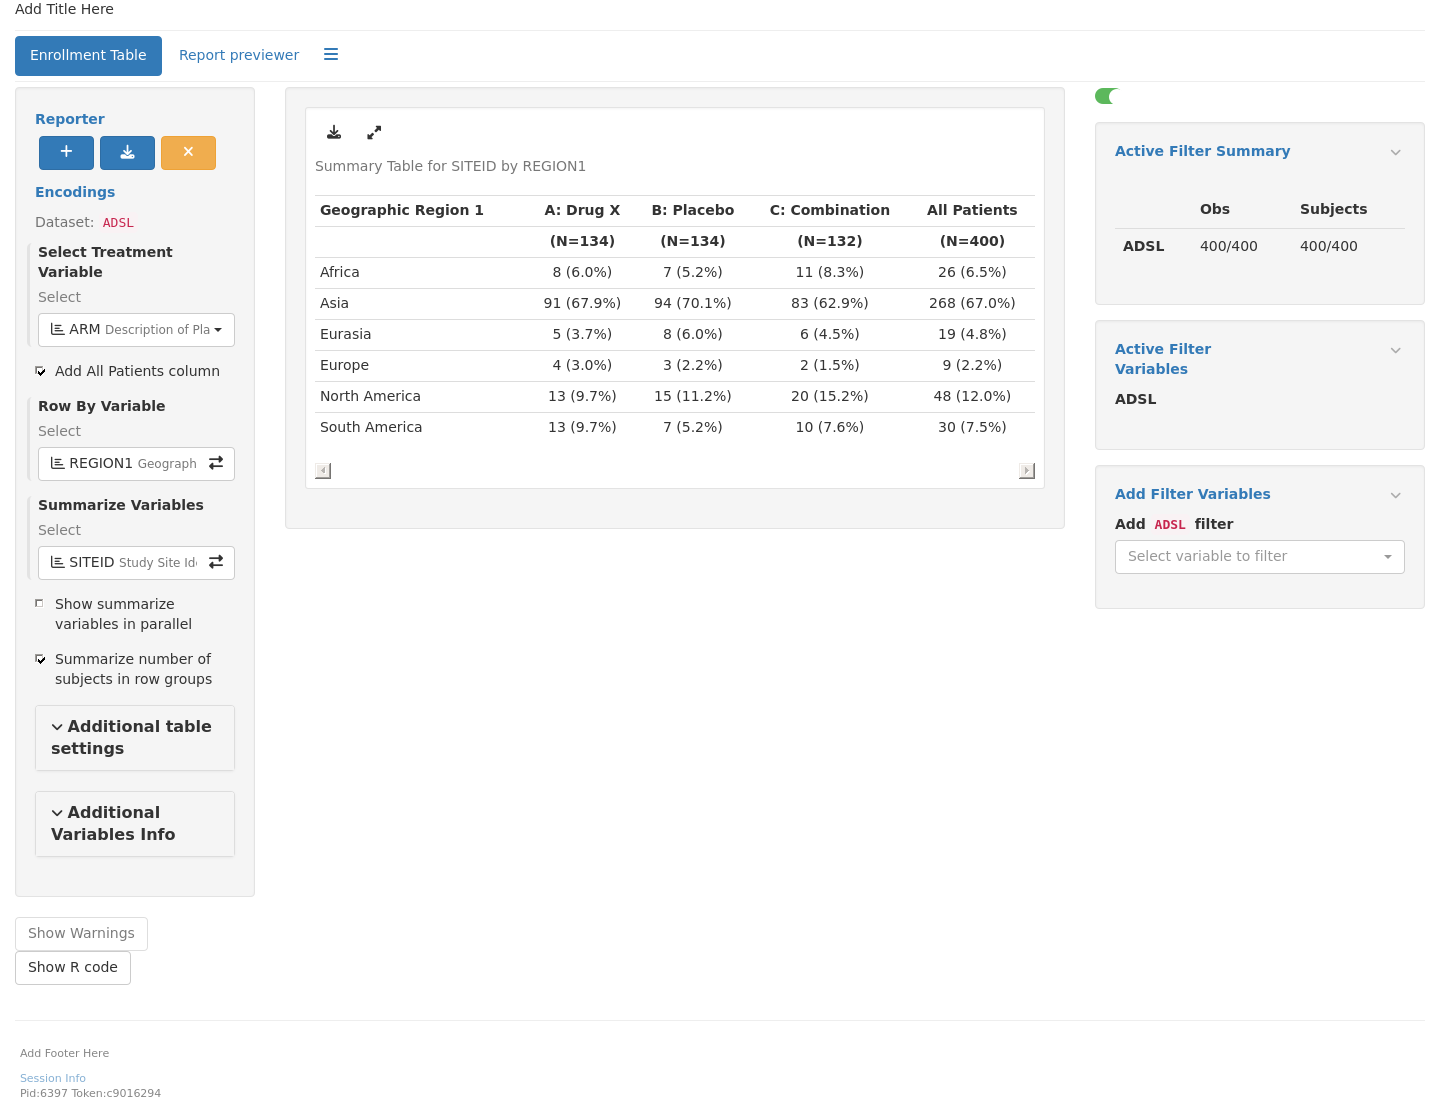 Add Title Here
Enrollment Table
Report previewer
Reporter
Encodings
Dataset: ADSL
Select Treatment
Variable
Select
ARM Description of Pla
Add All Patients column
Row By Variable
Select
REGION1 Geograph
Summarize Variables
Select
SITEID Study Site Ide
Show summarize
variables in parallel
Summarize number of
subjects in row groups
Additional table
settings
Additional
Variables Info
Show Warnings
Show R code
Summary Table for SITEID by REGION1
Geographic Region 1 A: Drug X B: Placebo C: Combination All Patients
(N=134) (N=134) (N=132) (N=400)
Africa 8 (6.0%) 7 (5.2%) 11 (8.3%) 26 (6.5%)
Asia 91 (67.9%) 94 (70.1%) 83 (62.9%) 268 (67.0%)
Eurasia 5 (3.7%) 8 (6.0%) 6 (4.5%) 19 (4.8%)
Europe 4 (3.0%) 3 (2.2%) 2 (1.5%) 9 (2.2%)
North America 13 (9.7%) 15 (11.2%) 20 (15.2%) 48 (12.0%)
South America 13 (9.7%) 7 (5.2%) 10 (7.6%) 30 (7.5%)
Active Filter Summary
Obs Subjects
ADSL 400/400 400/400
Active Filter
Variables
ADSL
Add Filter Variables
Add ADSL filter
Select variable to filter
Add Footer Here
Session Info
Pid:6397 Token:c9016294